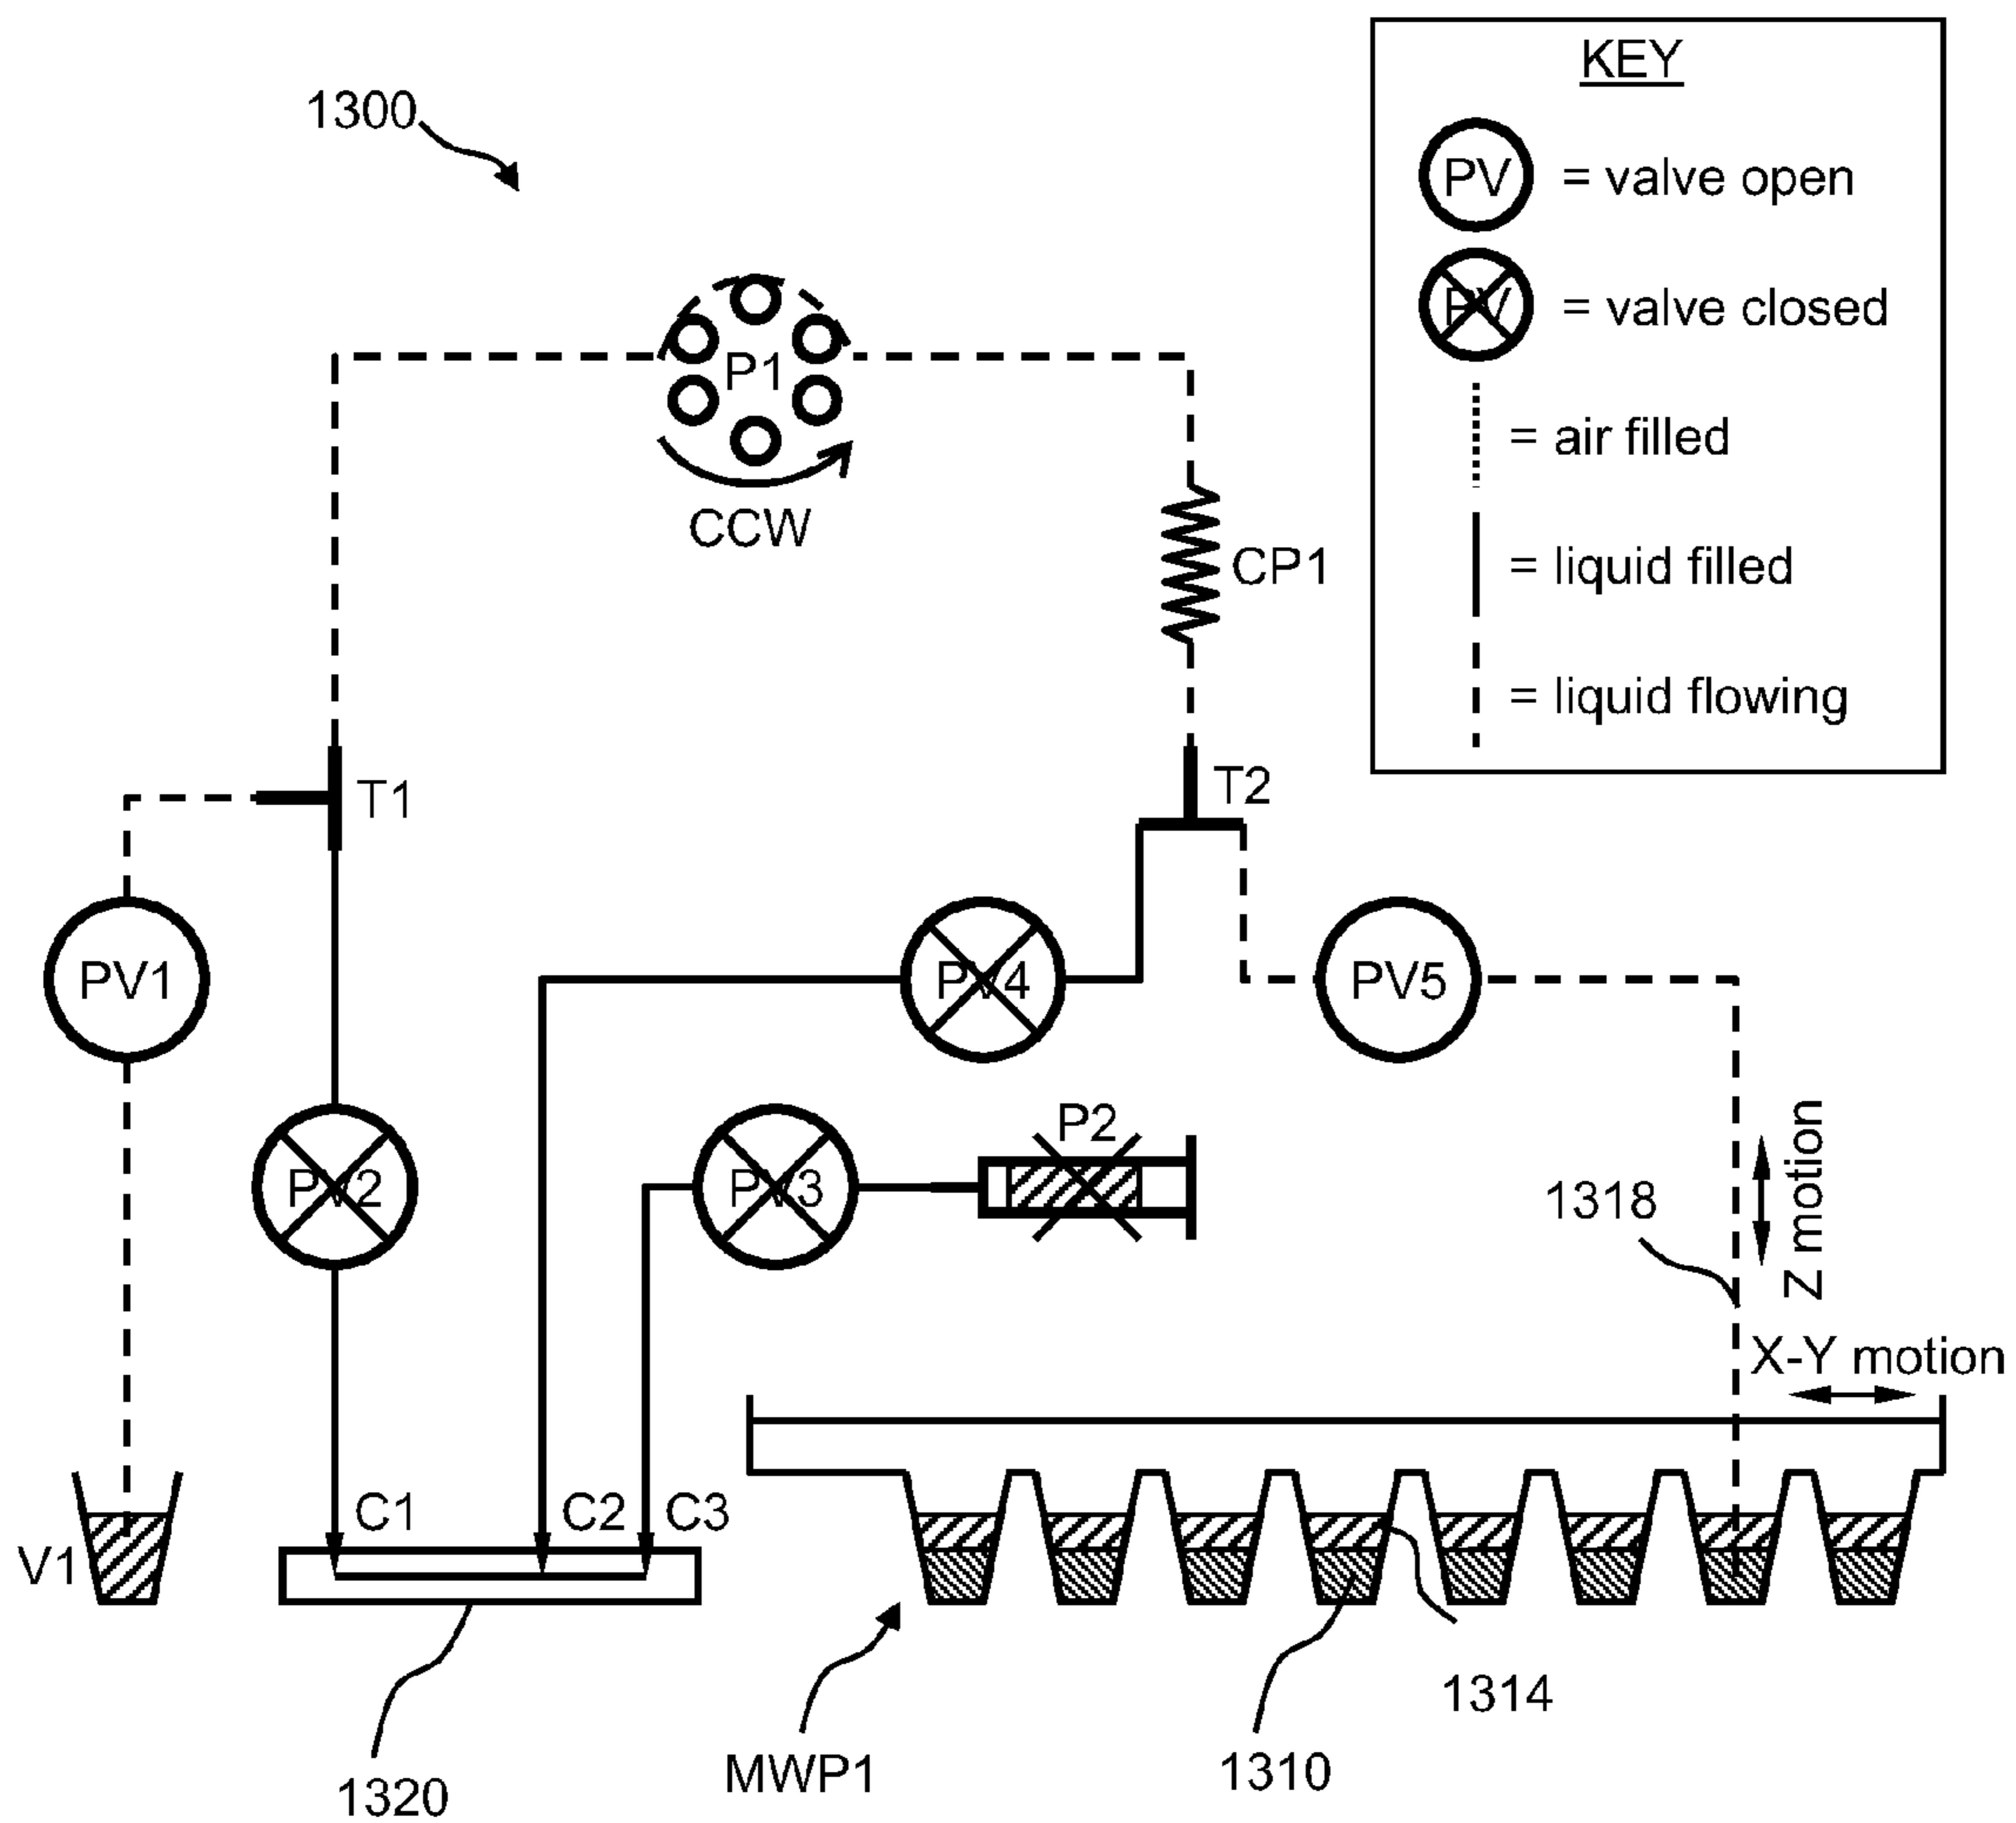 KEY
1300
PV = valve open
PV = valve closed
= air filled
= liquid filled
= liquid flowing
P1
CCW
CP1
T1
T2
PV1
PV4
PV5
PV2
PV3
P2
Z motion
1318
X-Y motion
C1
C2
C3
V1
1314
MWP1
1310
1320